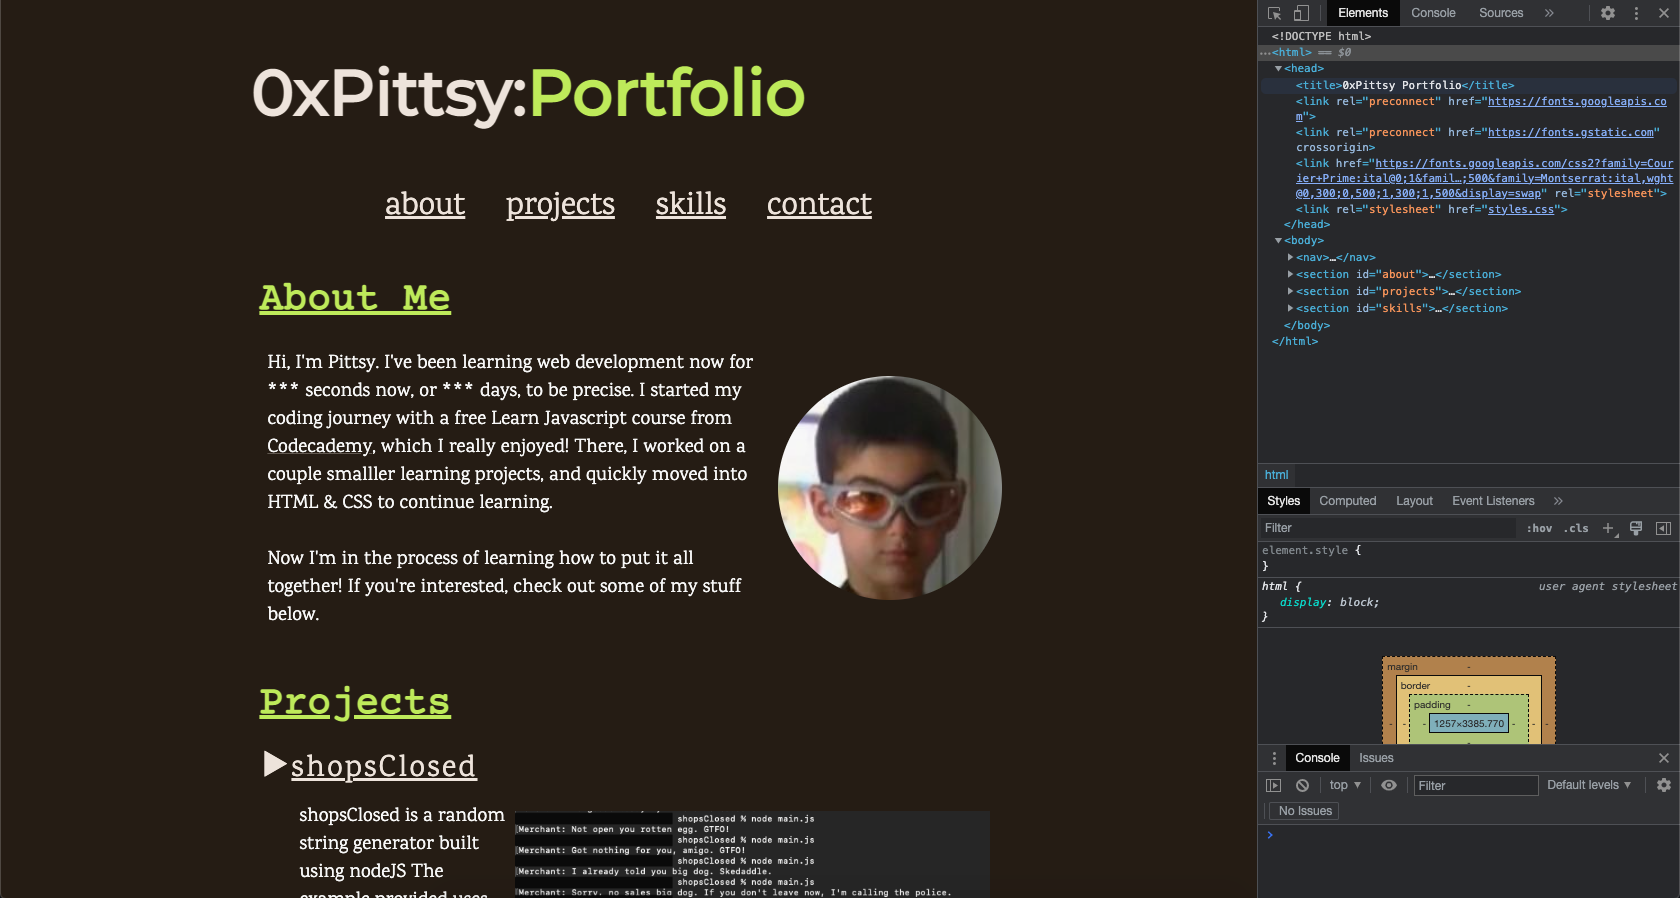 0xPittsy:Portfolio
about projects skills contact
About Me
Hi, I'm Pittsy. I've been learning web development now for
*** seconds now, or *** days, to be precise. I started my
coding journey with a free Learn Javascript course from
Codecademy, which I really enjoyed! There, I worked on a
couple smalller learning projects, and quickly moved into
HTML & CSS to continue learning.
Now I'm in the process of learning how to put it all
together! If you're interested, check out some of my stuff
below.
Projects
▶shopsClosed
shopsClosed is a random
string generator built
using nodeJS The
example provided uses
shopsClosed % node main.js
[Merchant: Not open you rotten egg. GTFO!
shopsClosed % node main.js
[Merchant: Got nothing for you, amigo. GTFO!
shopsClosed % node main.js
[Merchant: I already told you big dog. Skedaddle.
shopsClosed % node main.js
[Merchant: Sorry, no sales big dog. If you don't leave now, I'm calling the police.
Elements Console Sources »
<!DOCTYPE html>
…<html> == $0
▼<head>
<title>0xPittsy Portfolio</title>
<link rel="preconnect" href="https://fonts.googleapis.co
m">
<link rel="preconnect" href="https://fonts.gstatic.com"
crossorigin>
<link href="https://fonts.googleapis.com/css2?family=Cour
ier+Prime:ital@0;1&famil…;500&family=Montserrat:ital,wght
@0,300;0,500;1,300;1,500&display=swap" rel="stylesheet">
<link rel="stylesheet" href="styles.css">
</head>
▼<body>
▶<nav>…</nav>
▶<section id="about">…</section>
▶<section id="projects">…</section>
▶<section id="skills">…</section>
</body>
</html>
html
Styles Computed Layout Event Listeners »
Filter :hov .cls +
element.style {
}
html { user agent stylesheet
display: block;
}
margin -
border -
padding -
- - - 1257×3385.770 - - -
Console Issues
top ▼ Filter Default levels ▼
No Issues
>